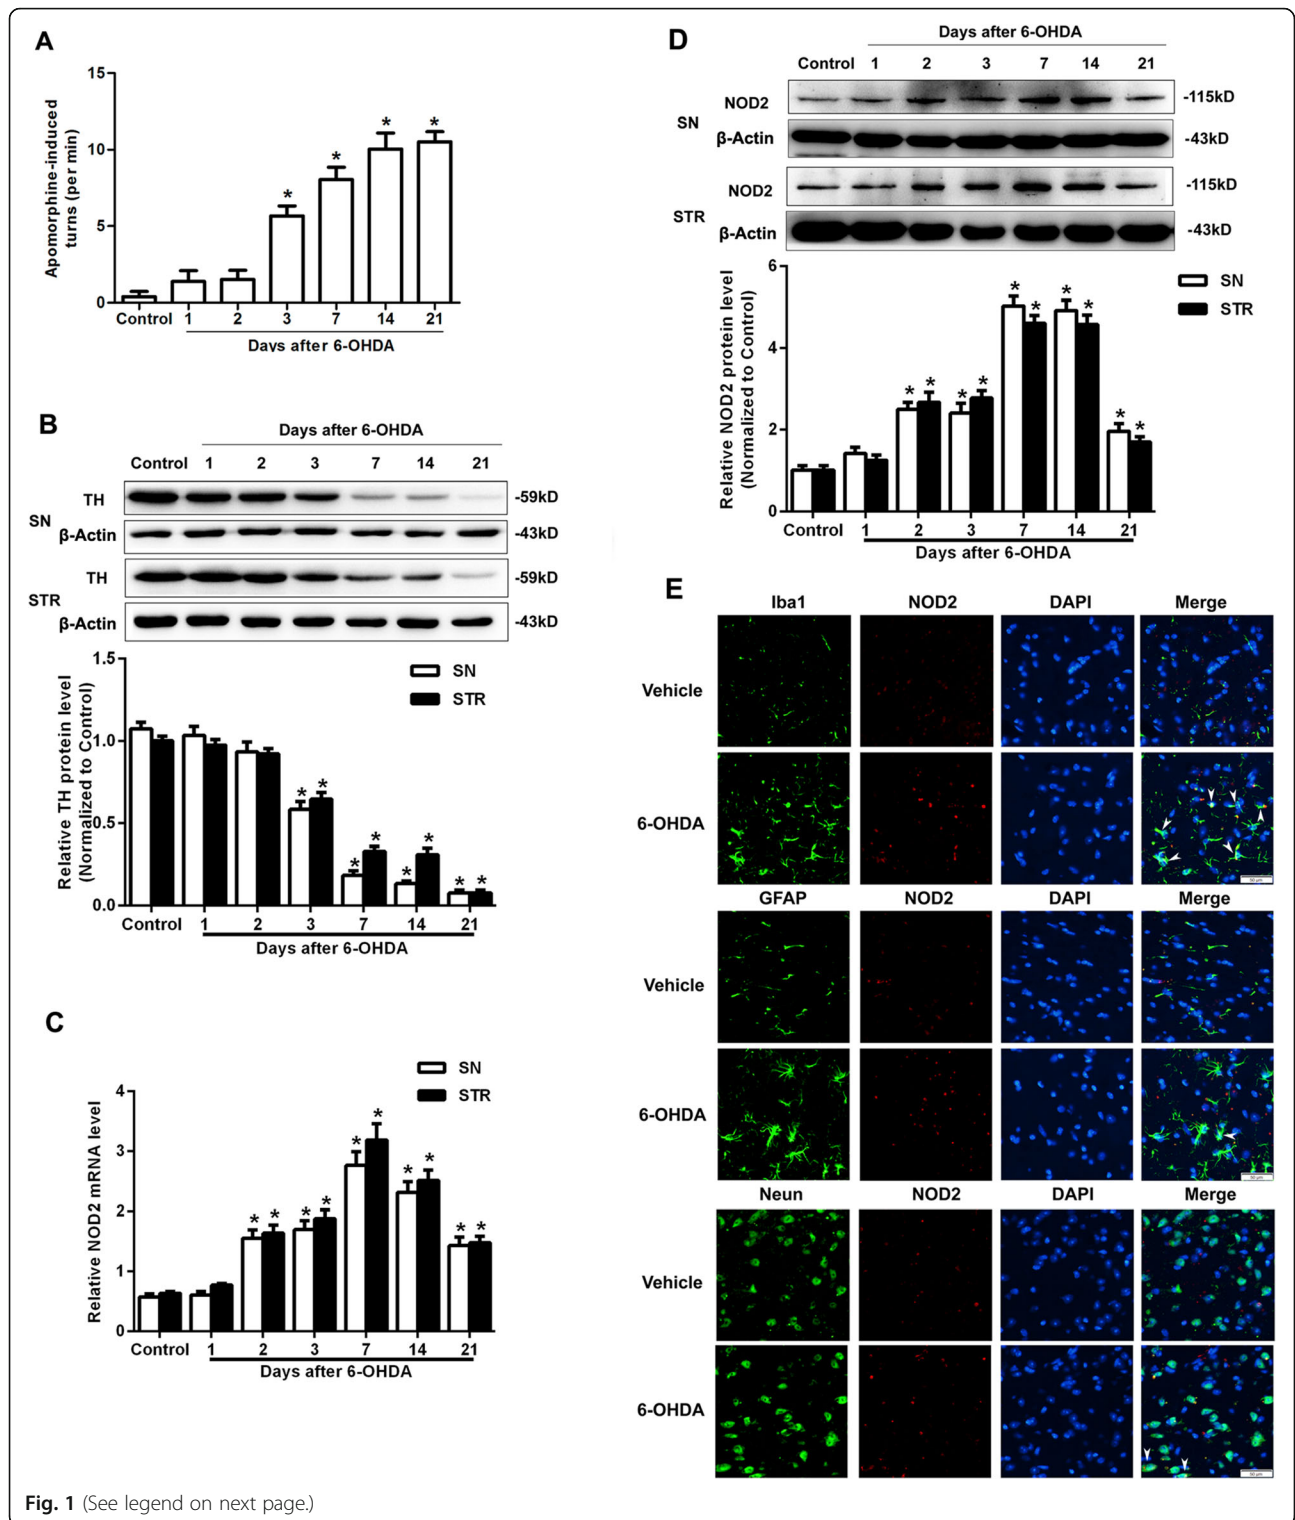 A
15
10
5
0
Apomorphine-induced
turns (per min)
* * * *
Control 1 2 3 7 14 21
Days after 6-OHDA
B
Days after 6-OHDA
Control 1 2 3 7 14 21
SN
TH -59kD
β-Actin -43kD
STR
TH -59kD
β-Actin -43kD
1.5
1.0
0.5
0.0
Relative TH protein level
(Normalized to Control)
SN
STR
* * * * * * * *
Control 1 2 3 7 14 21
Days after 6-OHDA
C
SN
STR
4
3
2
1
0
Relative NOD2 mRNA level
* * * * * * * * * *
Control 1 2 3 7 14 21
Days after 6-OHDA
D
Days after 6-OHDA
Control 1 2 3 7 14 21
SN
NOD2 -115kD
β-Actin -43kD
STR
NOD2 -115kD
β-Actin -43kD
6
4
2
0
Relative NOD2 protein level
(Normalized to Control)
SN
STR
* * * * * * * * * *
Control 1 2 3 7 14 21
Days after 6-OHDA
E
Iba1 NOD2 DAPI Merge
Vehicle
6-OHDA
50 μm
GFAP NOD2 DAPI Merge
Vehicle
6-OHDA
50 μm
Neun NOD2 DAPI Merge
Vehicle
6-OHDA
50 μm
Fig. 1 (See legend on next page.)